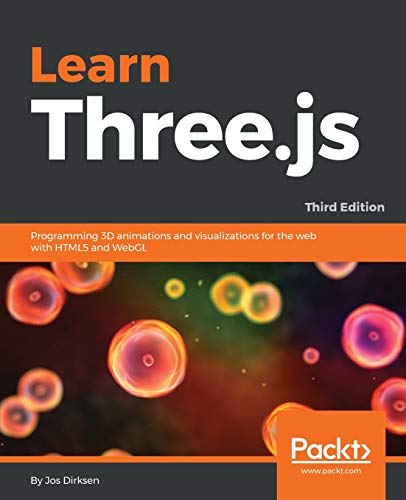 Learn
Three.js
Third Edition
Programming 3D animations and visualizations for the web
with HTML5 and WebGL
Packt>
www.packt.com
By Jos Dirksen